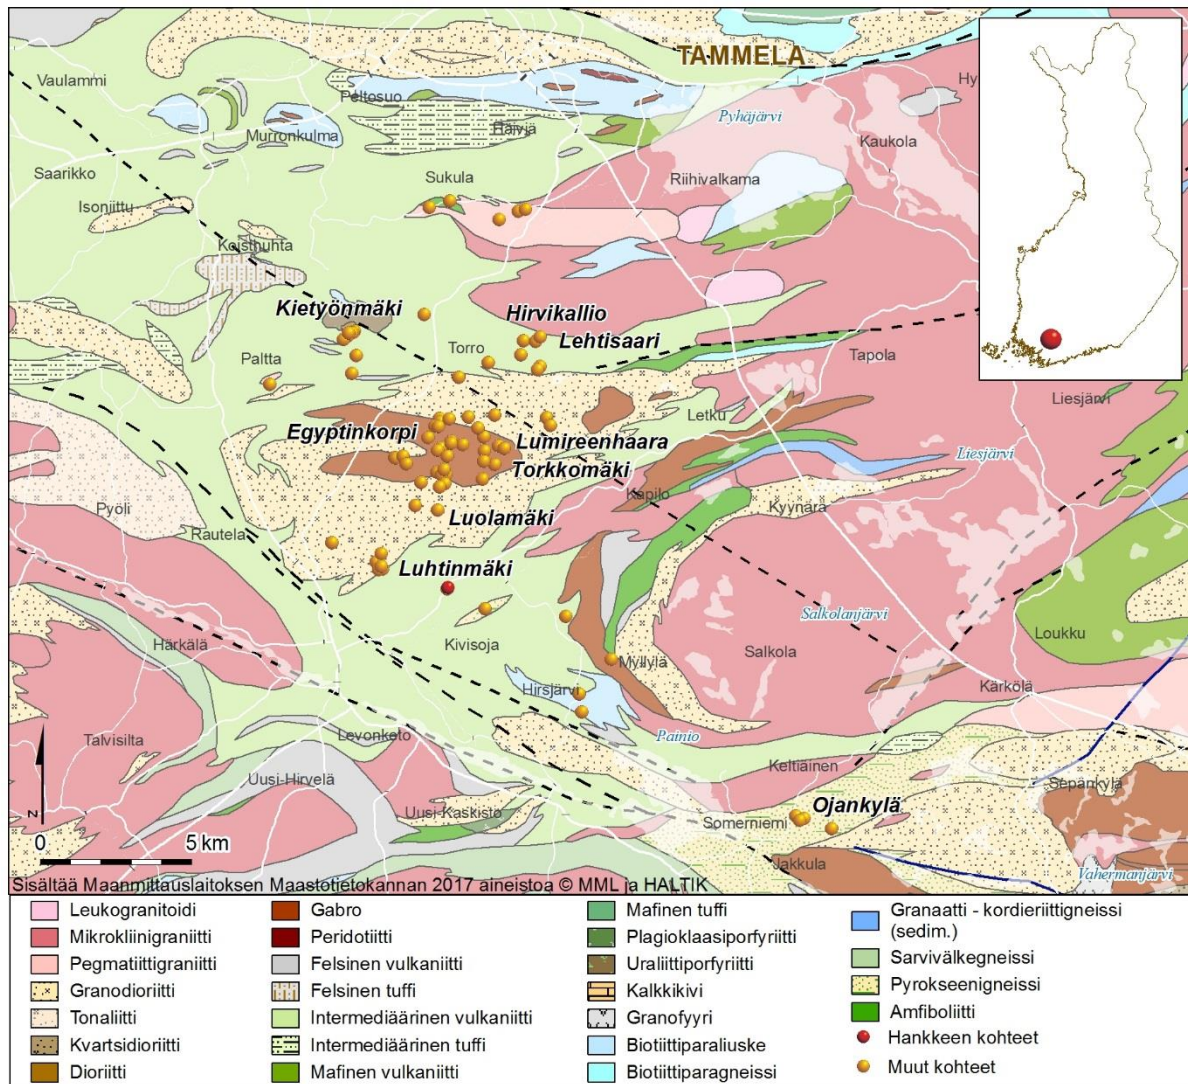 TAMMELA
Vaulammi
Peltosuo
Hy
Pyhäjärvi
Murronkulma
Räivjä
Kaukola
Saarikko
Sukula
Riihivalkama
Isoniittu
Koisthuhta
Kietyönmäki
Hirvikallio
Lehtisaari
Paltta
Torro
Tapola
Letku
Liesjärvi
Egyptinkorpi
Lumireenhaara
Torkkomäki
Liesjärvi
Pyöli
Käpilo
Kyynärä
Rautela
Luolamäki
Luhtinmäki
Salkolanjärvi
Härkälä
Kivisoja
Salkola
Loukku
Myllylä
Hirsjärvi
Kärkölä
Talvisilta
Levonketo
Painio
Uusi-Hirvelä
Keltiäinen
Sepänkylä
Uusi-Kaskisto
Somerniemi
Ojankylä
Jakkula
Vahermanjärvi
N
0 5 km
Sisältää Maanmittauslaitoksen Maastotietokannan 2017 aineistoa © MML ja HALTIK
Leukogranitoidi
Mikrokliinigraniitti
Pegmatiittigraniitti
Granodioriitti
Tonaliitti
Kvartsidioriitti
Dioriitti
Gabro
Peridotiitti
Felsinen vulkaniitti
Felsinen tuffi
Intermediäärinen vulkaniitti
Intermediäärinen tuffi
Mafinen vulkaniitti
Mafinen tuffi
Plagioklaasiporfyriitti
Uraliittiporfyriitti
Kalkkikivi
Granofyyri
Biotiittiparaliuske
Biotiittiparagneissi
Granaatti - kordieriittigneissi
(sedim.)
Sarvivälkegneissi
Pyrokseenigneissi
Amfiboliitti
Hankkeen kohteet
Muut kohteet